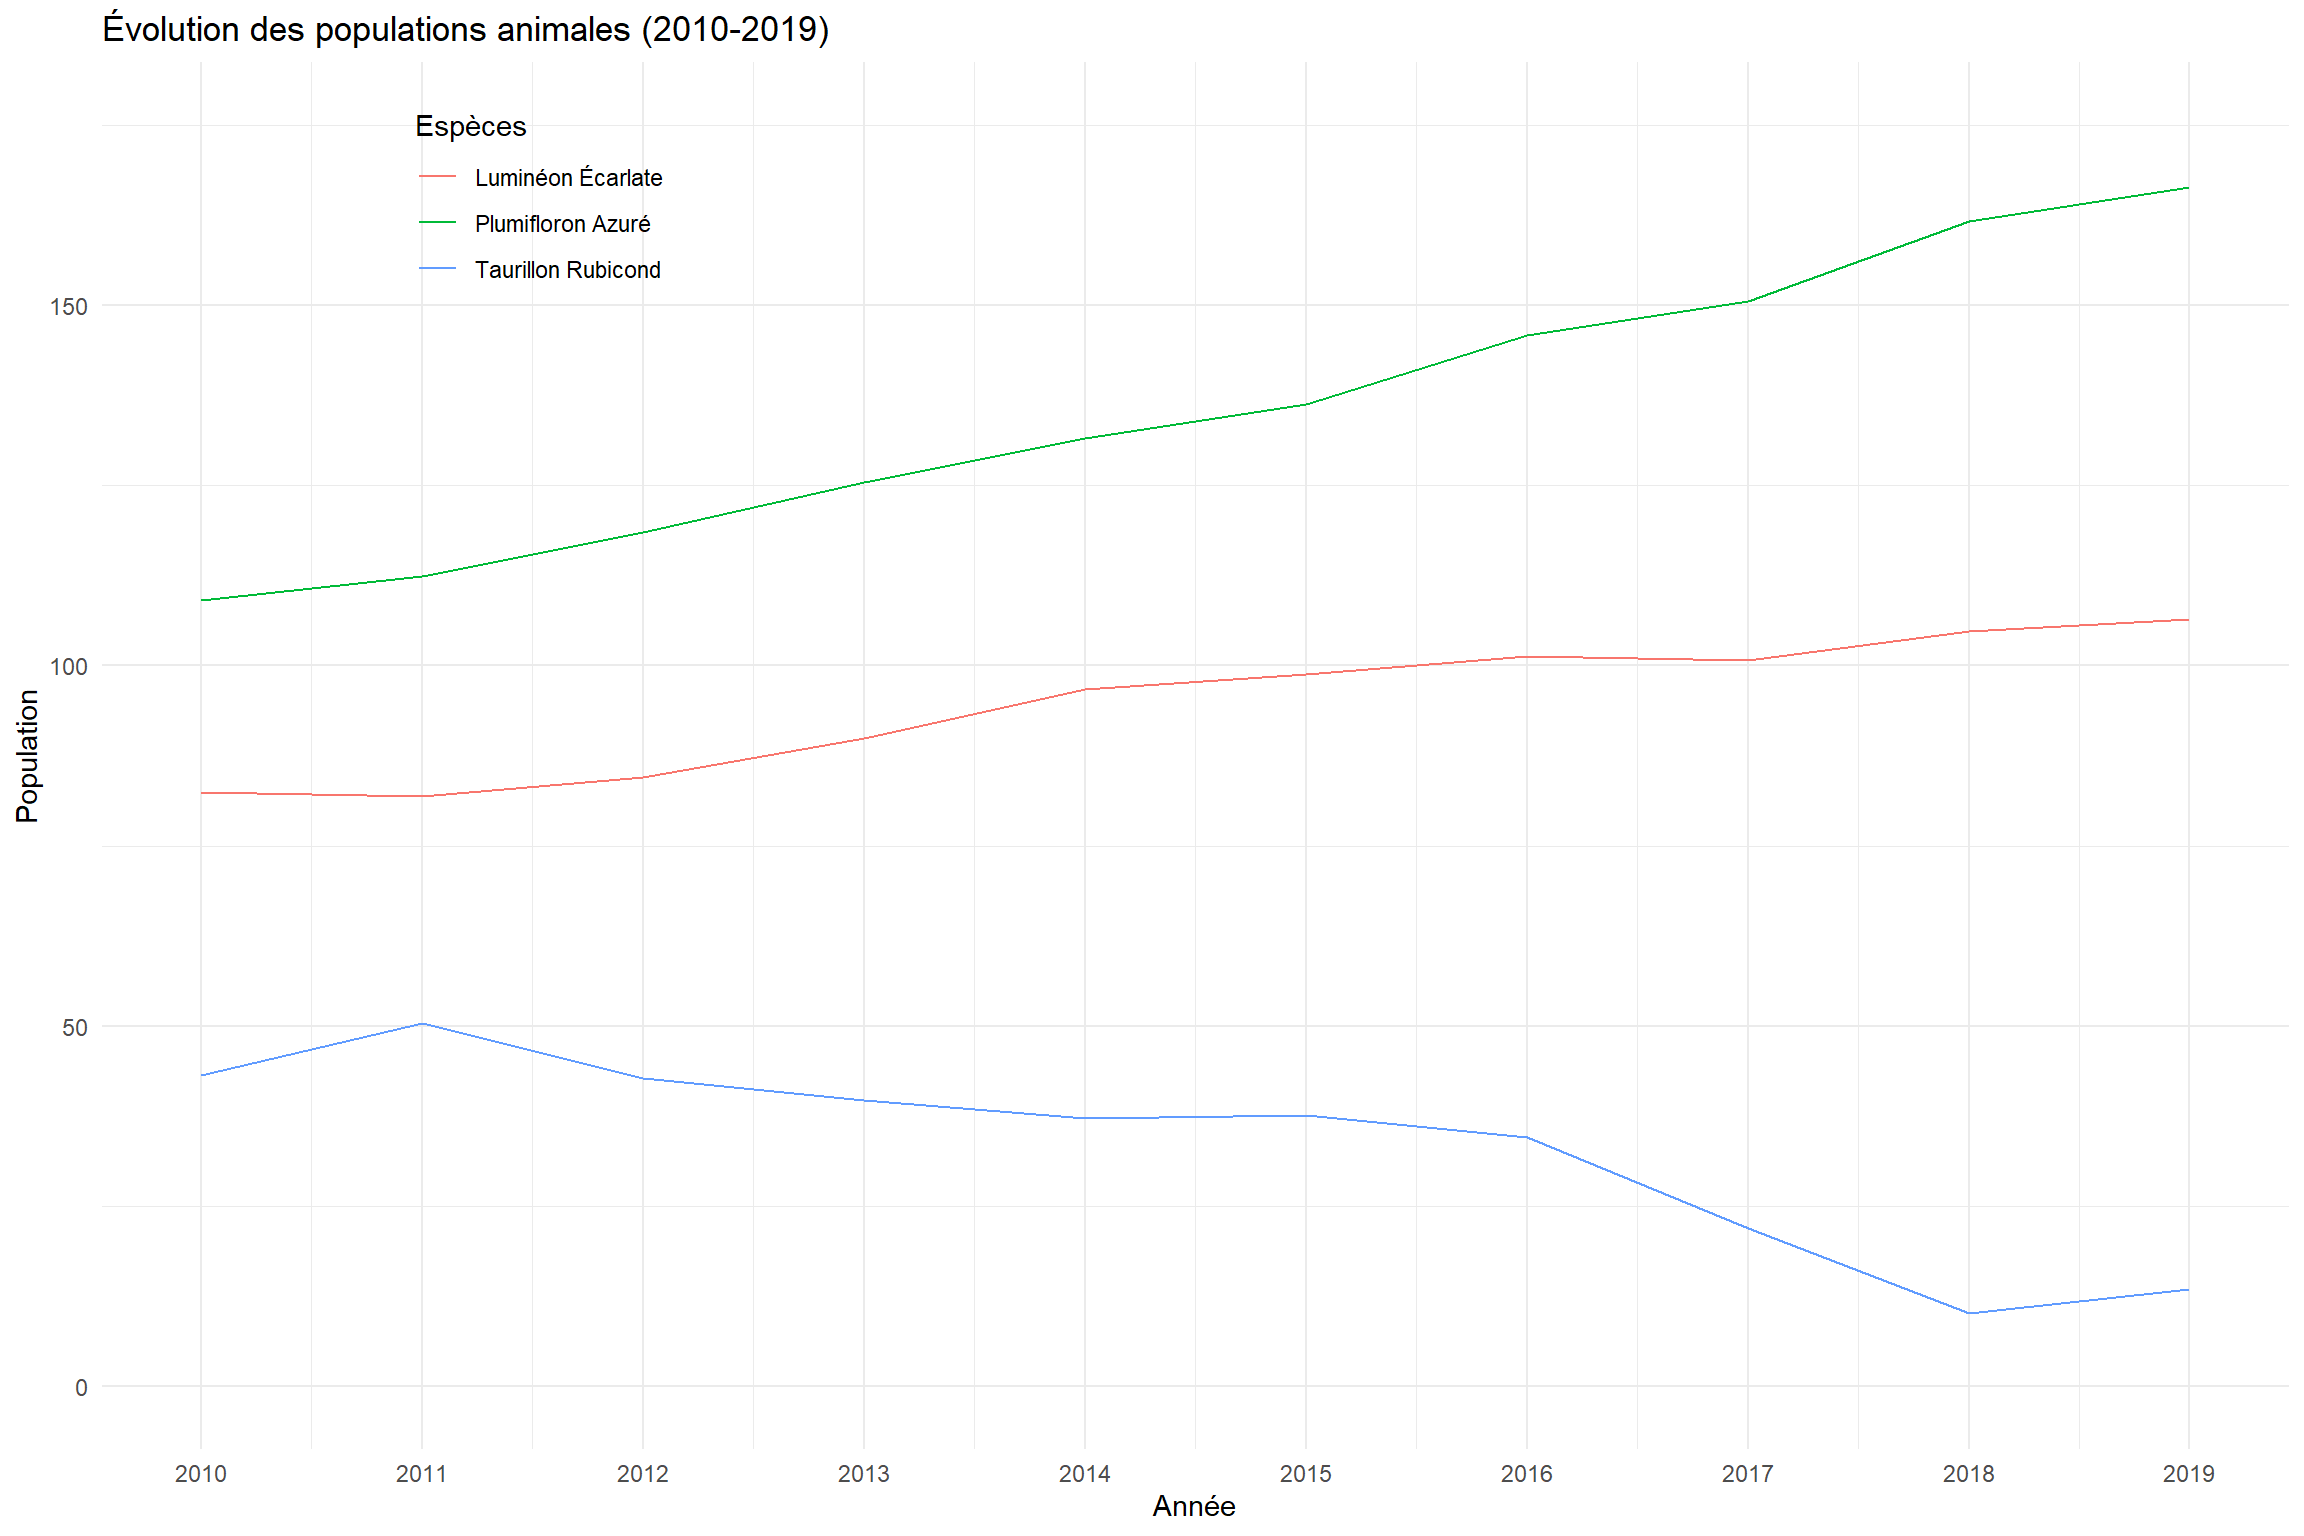 Évolution des populations animales (2010-2019)
Espèces
Luminéon Écarlate
Plumifloron Azuré
Taurillon Rubicond
150
100
50
0
Population
2010 2011 2012 2013 2014 2015 2016 2017 2018 2019
Année